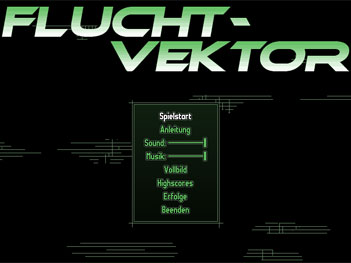 FLUCHT-
VEKTOR
Spielstart
Anleitung
Sound:
Musik:
Vollbild
Highscores
Erfolge
Beenden